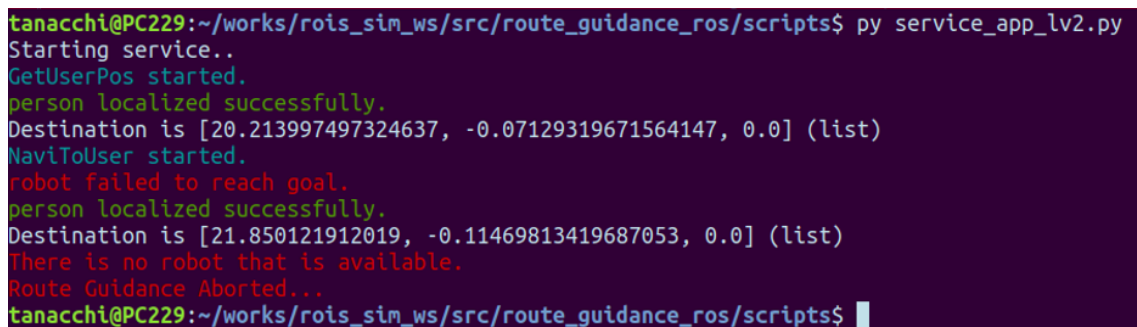 tanacchi@PC229:~/works/rois_sim_ws/src/route_guidance_ros/scripts$ py service_app_lv2.py
Starting service..
GetUserPos started.
person localized successfully.
Destination is [20.213997497324637, -0.07129319671564147, 0.0] (list)
NaviToUser started.
robot failed to reach goal.
person localized successfully.
Destination is [21.850121912019, -0.11469813419687053, 0.0] (list)
There is no robot that is available.
Route Guidance Aborted...
tanacchi@PC229:~/works/rois_sim_ws/src/route_guidance_ros/scripts$